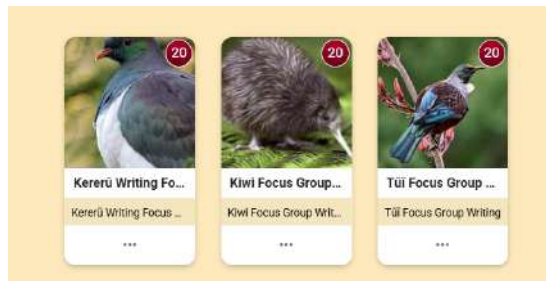 20
20
20
Kererū Writing Fo...
Kiwi Focus Group...
Tūī Focus Group ...
Kererū Writing Focus ...
Kiwi Focus Group Writ...
Tūī Focus Group Writing
...
...
...